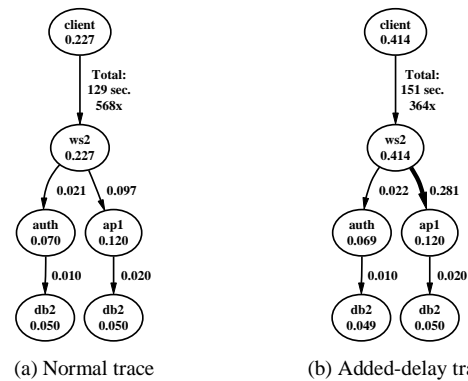 client
0.227
Total:
129 sec.
568x
ws2
0.227
0.021
0.097
auth
0.070
ap1
0.120
0.010
0.020
db2
0.050
db2
0.050
(a) Normal trace
client
0.414
Total:
151 sec.
364x
ws2
0.414
0.022
0.281
auth
0.069
ap1
0.120
0.010
0.020
db2
0.049
db2
0.050
(b) Added-delay tra